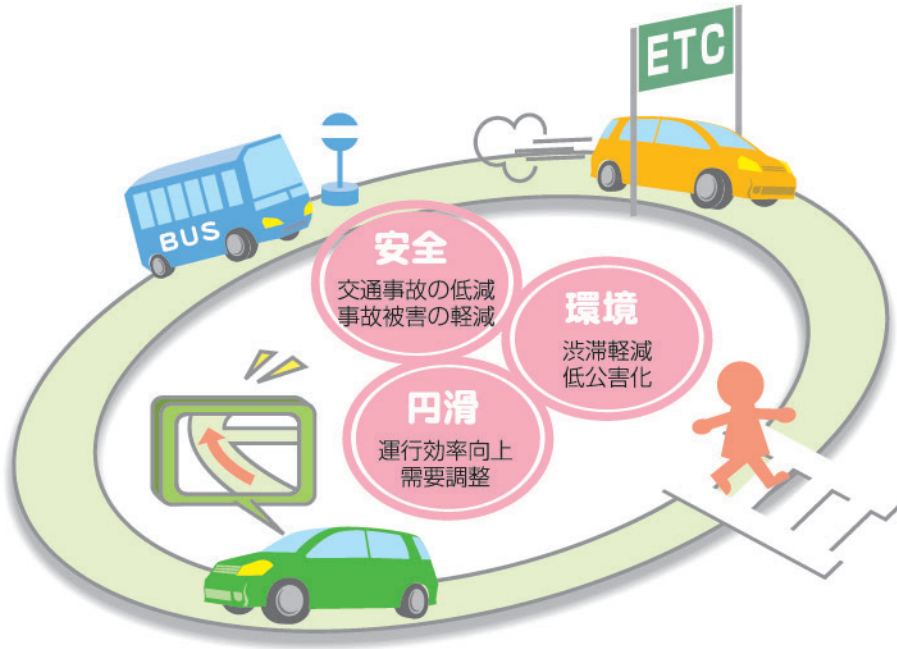 ETC
BUS
安全
交通事故の低減
事故被害の軽減
環境
渋滞軽減
低公害化
円滑
運行効率向上
需要調整